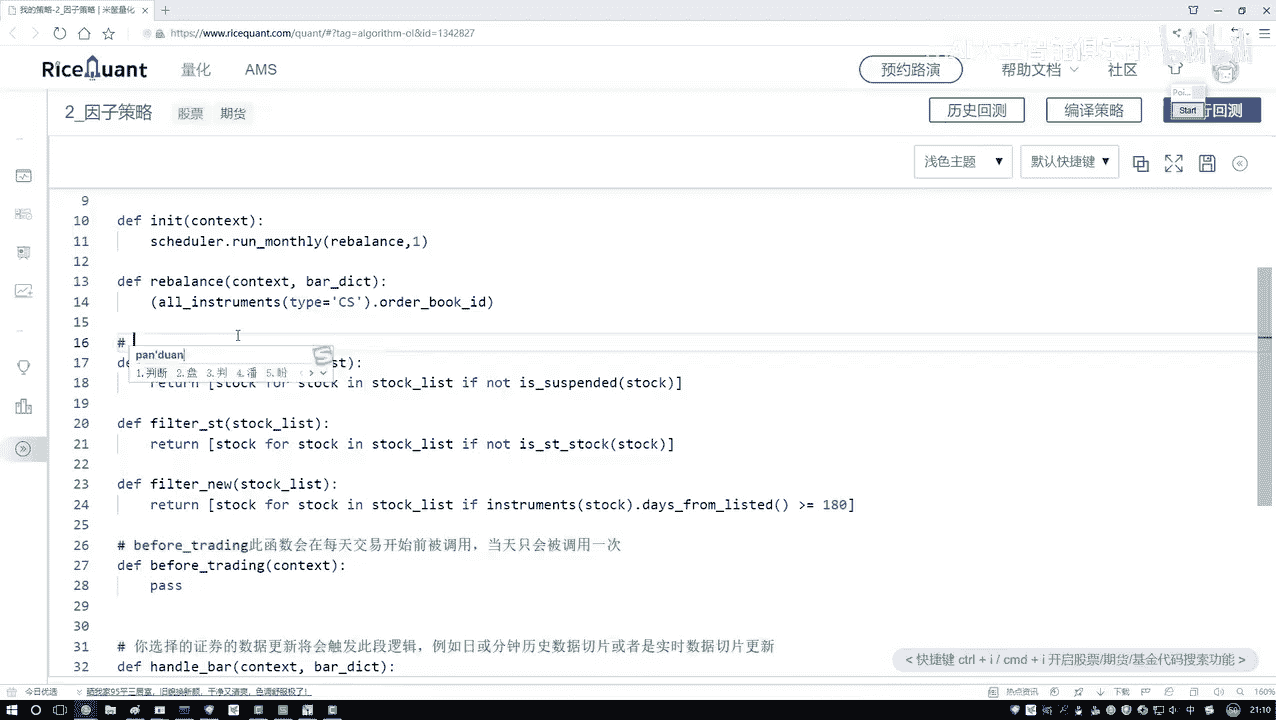 我的策略-2_因子策略 | 米筐量化
https://www.ricequant.com/quant/#?tag=algorithm-ol&id=1342827
RiceQuant 量化 AMS 预约路演 帮助文档 社区
Poi...
Start
2_因子策略 股票 期货 历史回测 编译策略 行回测
浅色主题 默认快捷键
9
10 def init(context):
11 scheduler.run_monthly(rebalance,1)
12
13 def rebalance(context, bar_dict):
14 (all_instruments(type='CS').order_book_id)
15
16 #
pan'duan
1.判断 2.盘 3.判 4.潘 5.盼
17 de st):
18 return [stock for stock in stock_list if not is_suspended(stock)]
19
20 def filter_st(stock_list):
21 return [stock for stock in stock_list if not is_st_stock(stock)]
22
23 def filter_new(stock_list):
24 return [stock for stock in stock_list if instruments(stock).days_from_listed() >= 180]
25
26 # before_trading此函数会在每天交易开始前被调用，当天只会被调用一次
27 def before_trading(context):
28 pass
29
30
31 # 你选择的证券的数据更新将会触发此段逻辑，例如日或分钟历史数据切片或者是实时数据切片更新
32 def handle_bar(context, bar_dict):
< 快捷键 ctrl + i / cmd + i 开启股票/期货/基金代码搜索功能 >
今日优选 热点资讯 下载 160%
中 21:10